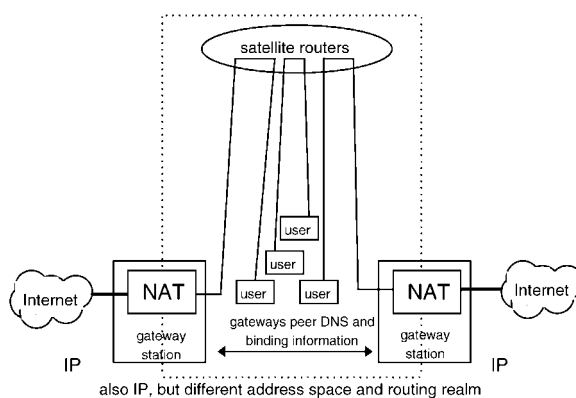 satellite routers
user
user
user
user
Internet
NAT
gateway
station
IP
gateways peer DNS and
binding information
NAT
gateway
station
Internet
IP
also IP, but different address space and routing realm